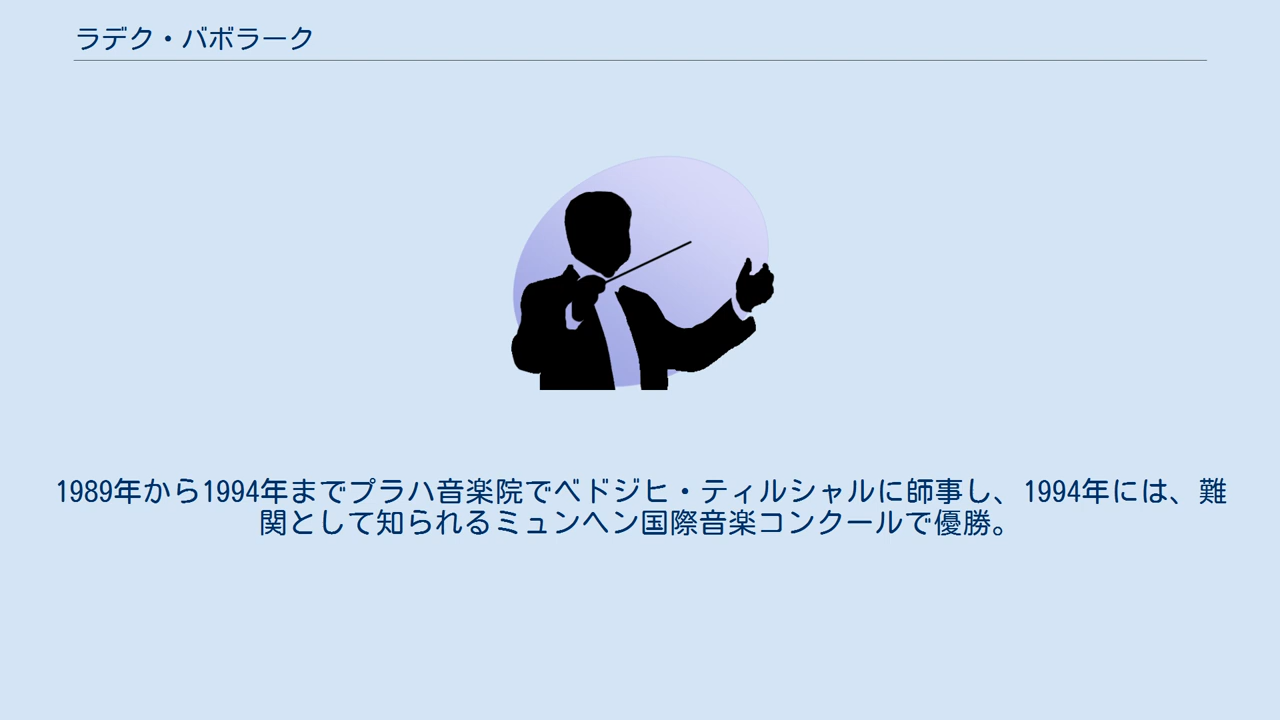 ラデク・バボラーク
1989年から1994年までプラハ音楽院でベドジヒ・ティルシャルに師事し、1994年には、難
関として知られるミュンヘン国際音楽コンクールで優勝。